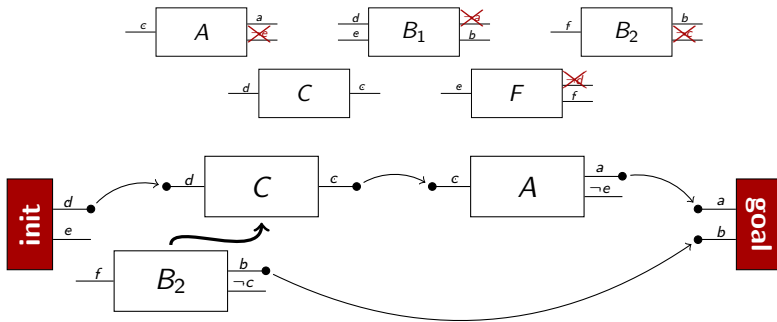 c A a ¬e
d e B1 ¬a b
f B2 b ¬c
d C c
e F ¬d f
init d e
d C c
c A a ¬e
a b goal
f B2 b ¬c